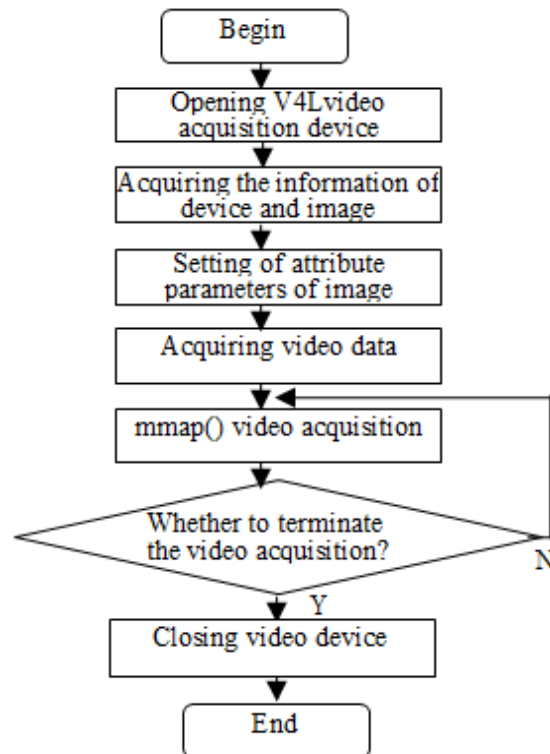 Begin
Opening V4Lvideo
acquisition device
Acquiring the information of
device and image
Setting of attribute
parameters of image
Acquiring video data
mmap() video acquisition
Whether to terminate
the video acquisition?
N
Y
Closing video device
End